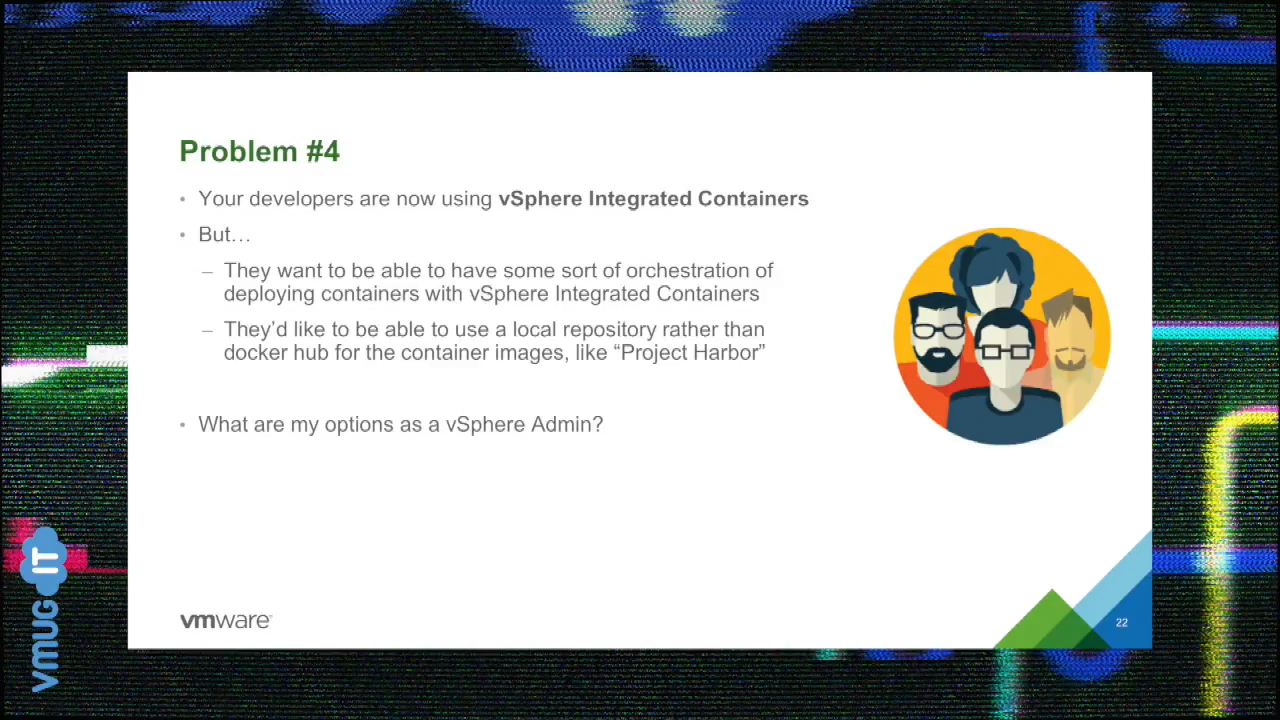 Problem #4
• Your developers are now using vSphere Integrated Containers
• But…
– They want to be able to have some sort of orchestration of
deploying containers with vSphere Integrated Containers
– They’d like to be able to use a local repository rather than
docker hub for the container images, like “Project Harbor”
• What are my options as a vSphere Admin?
vmware
22
VMUG IT